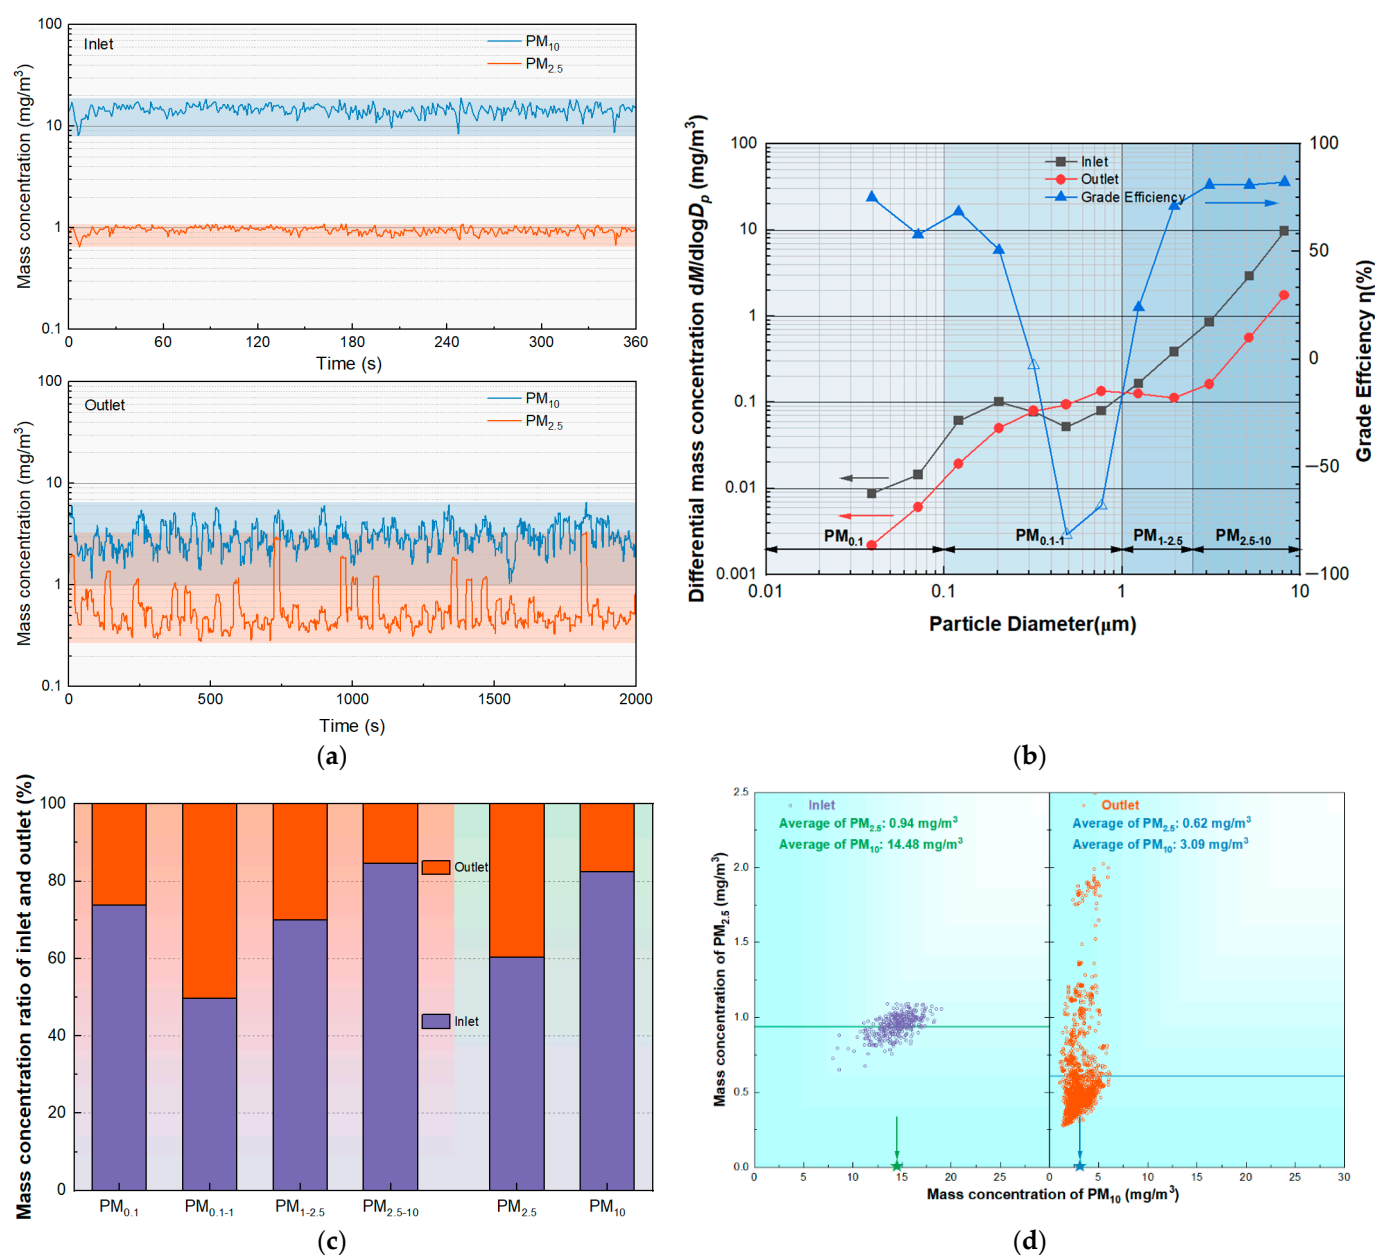 Mass concentration (mg/m³)
100
10
1
0.1
Inlet
PM₁₀
PM₂.₅
0
60
120
180
240
300
360
Time (s)
Mass concentration (mg/m³)
100
10
1
0.1
Outlet
PM₁₀
PM₂.₅
0
500
1000
1500
2000
Time (s)
(a)
Differential mass concentration dM/dlogDₚ (mg/m³)
100
10
1
0.1
0.01
0.001
Inlet
Outlet
Grade Efficiency
PM₀.₁
PM₀.₁₋₁
PM₁₋₂.₅
PM₂.₅₋₁₀
100
50
0
−50
−100
Grade Effciency η(%)
0.01
0.1
1
10
Particle Diameter(μm)
(b)
Mass concentration ratio of inlet and outlet (%)
100
80
60
40
20
0
Outlet
Inlet
PM₀.₁
PM₀.₁₋₁
PM₁₋₂.₅
PM₂.₅₋₁₀
PM₂.₅
PM₁₀
(c)
Mass concentration of PM₂.₅ (mg/m³)
2.5
2.0
1.5
1.0
0.5
0.0
Inlet
Average of PM₂.₅: 0.94 mg/m³
Average of PM₁₀: 14.48 mg/m³
Outlet
Average of PM₂.₅: 0.62 mg/m³
Average of PM₁₀: 3.09 mg/m³
0
5
10
15
20
25
0
5
10
15
20
25
30
Mass concentration of PM₁₀ (mg/m³)
(d)